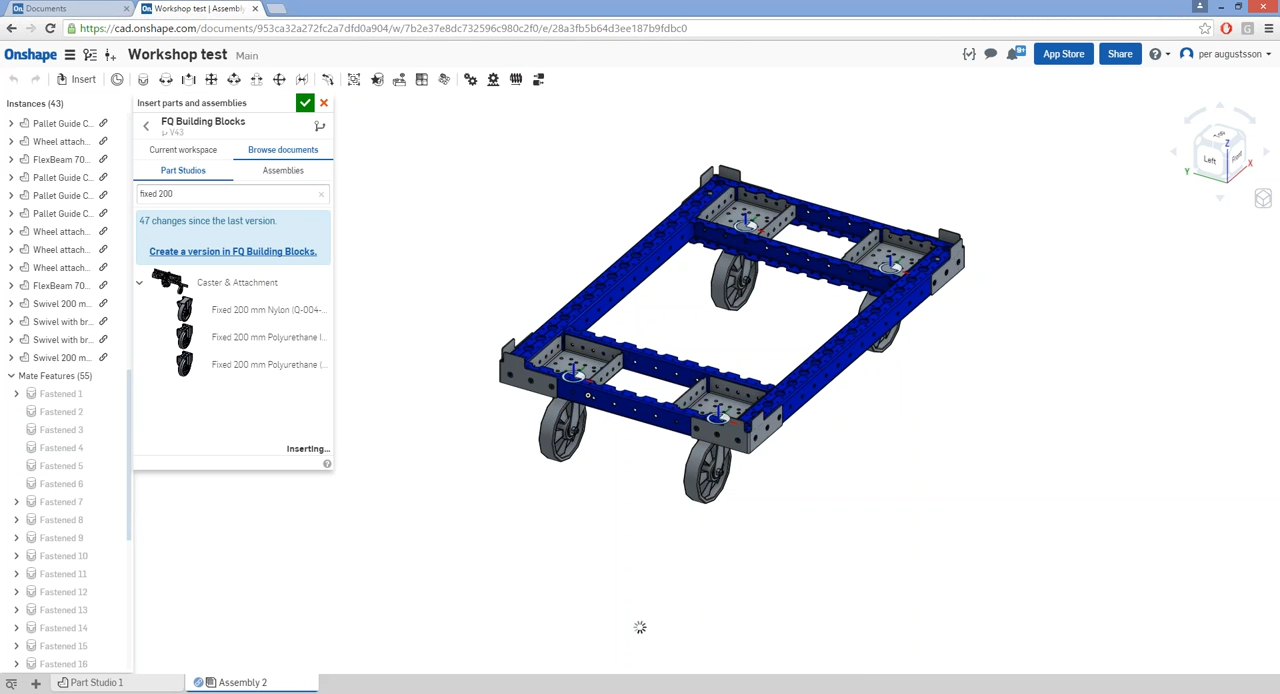 Documents
Workshop test | Assembly
https://cad.onshape.com/documents/953ca32a272fc2a7dfd0a904/w/7b2e37e8dc732596c980c2f0/e/28a3fb5b64d3ee187b9fdbc0
Onshape
Workshop test Main
App Store
Share
per augustsson
Insert
Instances (43)
Pallet Guide C...
Wheel attach...
FlexBeam 70...
Pallet Guide C...
Pallet Guide C...
Pallet Guide C...
Wheel attach...
Wheel attach...
Wheel attach...
FlexBeam 70...
Swivel 200 m...
Swivel with br...
Swivel with br...
Swivel 200 m...
Mate Features (55)
Fastened 1
Fastened 2
Fastened 3
Fastened 4
Fastened 5
Fastened 6
Fastened 7
Fastened 8
Fastened 9
Fastened 10
Fastened 11
Fastened 12
Fastened 13
Fastened 14
Fastened 15
Fastened 16
Insert parts and assemblies
FQ Building Blocks
V43
Current workspace
Browse documents
Part Studios
Assemblies
fixed 200
47 changes since the last version.
Create a version in FQ Building Blocks.
Caster & Attachment
Fixed 200 mm Nylon (Q-004-...
Fixed 200 mm Polyurethane I...
Fixed 200 mm Polyurethane (...
Inserting...
Z
X
Y
Left
Part Studio 1
Assembly 2